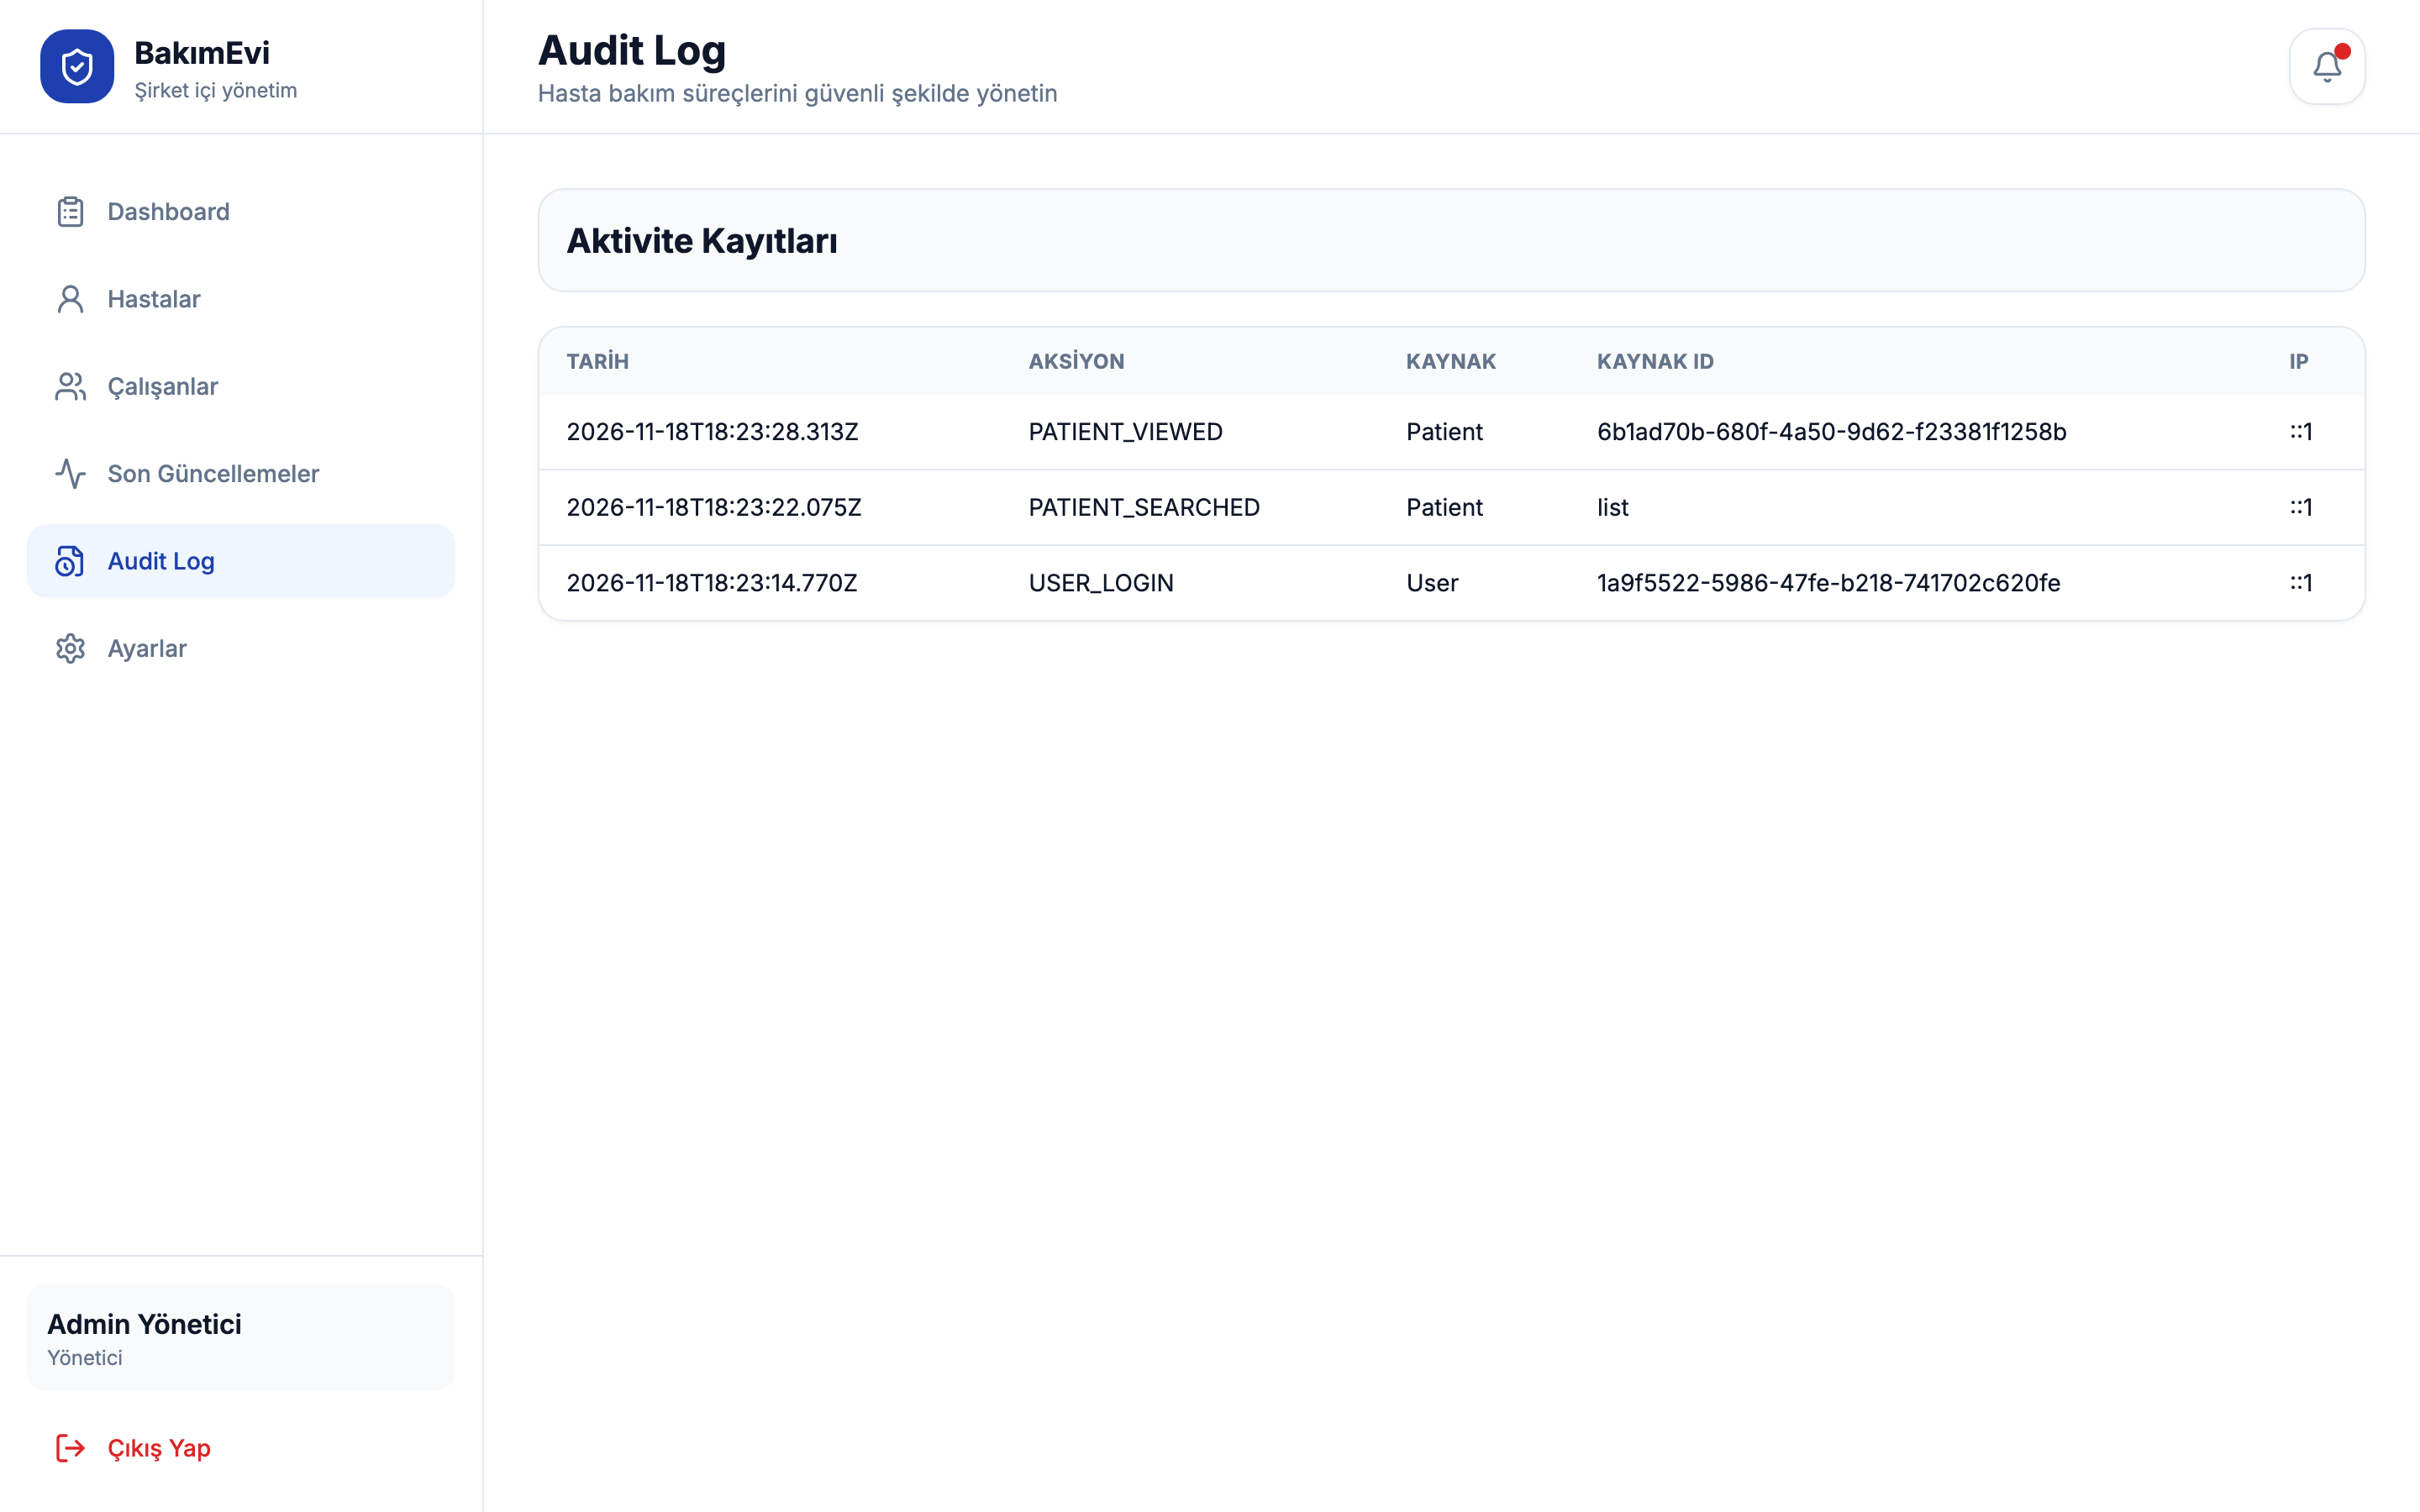 BakımEvi
Şirket içi yönetim
Dashboard
Hastalar
Çalışanlar
Son Güncellemeler
Audit Log
Ayarlar
Admin Yönetici
Yönetici
Çıkış Yap
Audit Log
Hasta bakım süreçlerini güvenli şekilde yönetin
Aktivite Kayıtları
TARİH AKSİYON KAYNAK KAYNAK ID IP
2026-11-18T18:23:28.313Z PATIENT_VIEWED Patient 6b1ad70b-680f-4a50-9d62-f23381f1258b ::1
2026-11-18T18:23:22.075Z PATIENT_SEARCHED Patient list ::1
2026-11-18T18:23:14.770Z USER_LOGIN User 1a9f5522-5986-47fe-b218-741702c620fe ::1